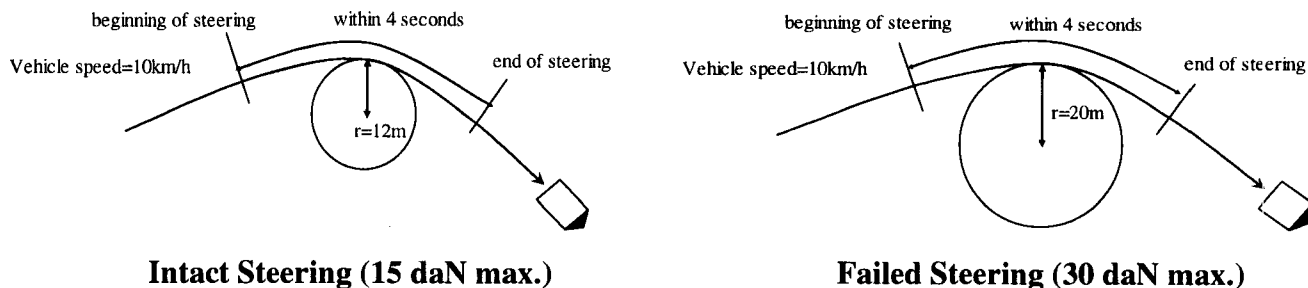 beginning of steering
within 4 seconds
Vehicle speed=10km/h
end of steering
r=12m
Intact Steering (15 daN max.)
beginning of steering
within 4 seconds
Vehicle speed=10km/h
end of steering
r=20m
Failed Steering (30 daN max.)